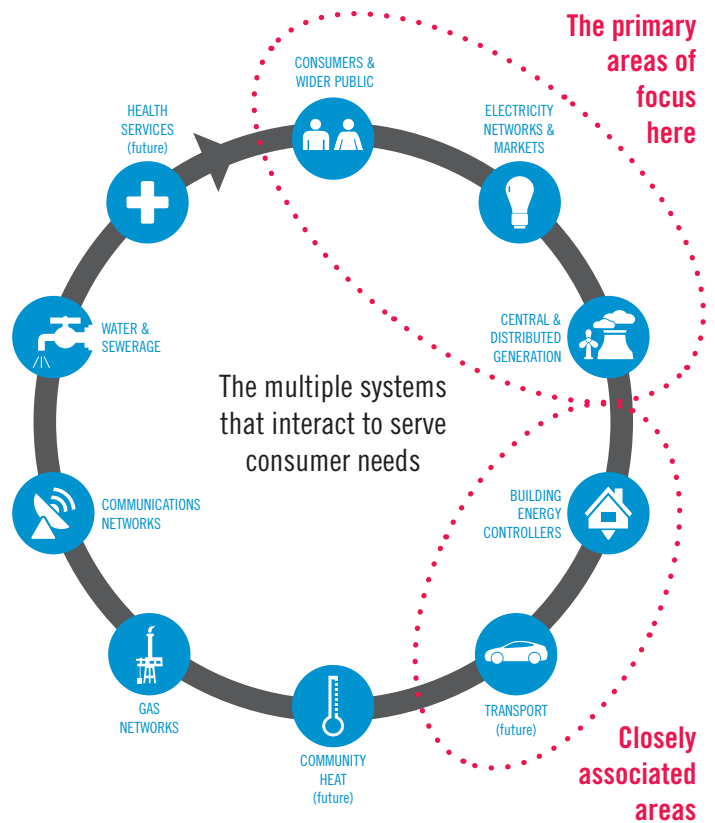 The primary
areas of
focus
here
CONSUMERS &
WIDER PUBLIC
ELECTRICITY
NETWORKS &
MARKETS
CENTRAL &
DISTRIBUTED
GENERATION
BUILDING
ENERGY
CONTROLLERS
TRANSPORT
(future)
Closely
associated
areas
COMMUNITY
HEAT
(future)
GAS
NETWORKS
COMMUNICATIONS
NETWORKS
WATER &
SEWERAGE
HEALTH
SERVICES
(future)
The multiple systems
that interact to serve
consumer needs